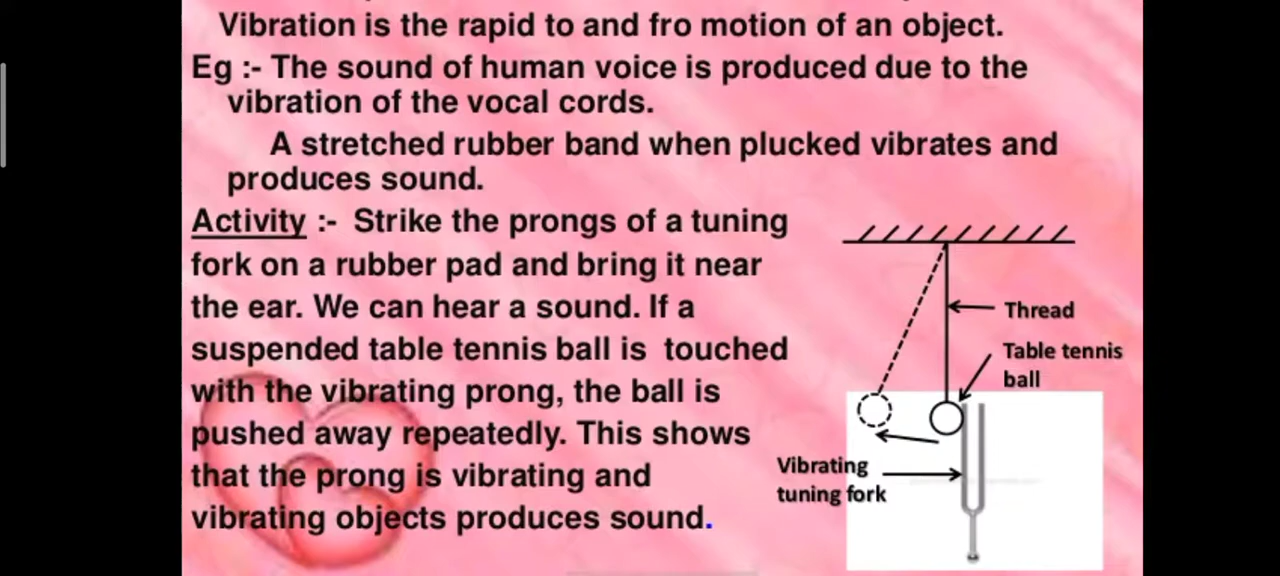 Vibration is the rapid to and fro motion of an object.
Eg :- The sound of human voice is produced due to the
vibration of the vocal cords.
A stretched rubber band when plucked vibrates and
produces sound.
Activity :- Strike the prongs of a tuning
fork on a rubber pad and bring it near
the ear. We can hear a sound. If a
suspended table tennis ball is touched
with the vibrating prong, the ball is
pushed away repeatedly. This shows
that the prong is vibrating and
vibrating objects produces sound.
Thread
Table tennis
ball
Vibrating
tuning fork